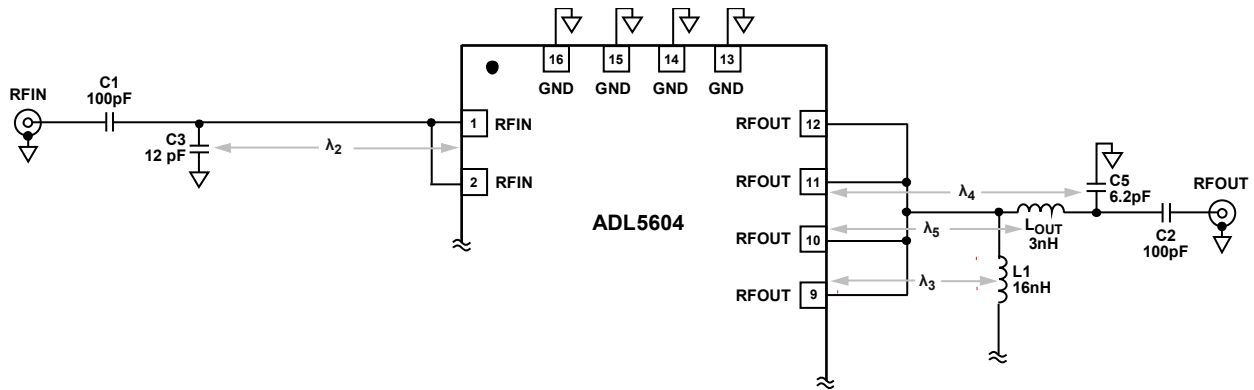 16
15
14
13
GND
GND
GND
GND
RFIN
C1
100pF
C3
12 pF
λ2
1
RFIN
2
RFIN
ADL5604
RFOUT
12
RFOUT
11
RFOUT
10
RFOUT
9
λ4
λ5
λ3
LOUT
3nH
L1
16nH
C5
6.2pF
C2
100pF
RFOUT